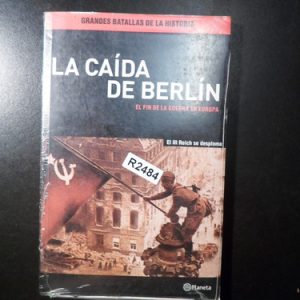 GRANDES BATALLAS DE LA HISTORIA
LA CAÍDA
DE BERLÍN
EL FIN DE LA GUERRA EN EUROPA
El III Reich se desploma
R2484
Planeta